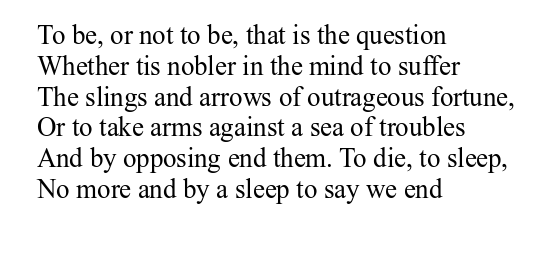 To be, or not to be, that is the question
Whether tis nobler in the mind to suffer
The slings and arrows of outrageous fortune,
Or to take arms against a sea of troubles
And by opposing end them. To die, to sleep,
No more and by a sleep to say we end